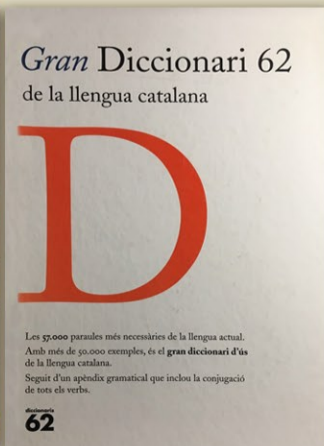 Gran Diccionari 62
de la llengua catalana
D
Les 57.000 paraules més necessàries de la llengua actual.
Amb més de 50.000 exemples, és el gran diccionari d'ús
de la llengua catalana.
Seguit d'un apèndix gramatical que inclou la conjugació
de tots els verbs.
diccionaris
62